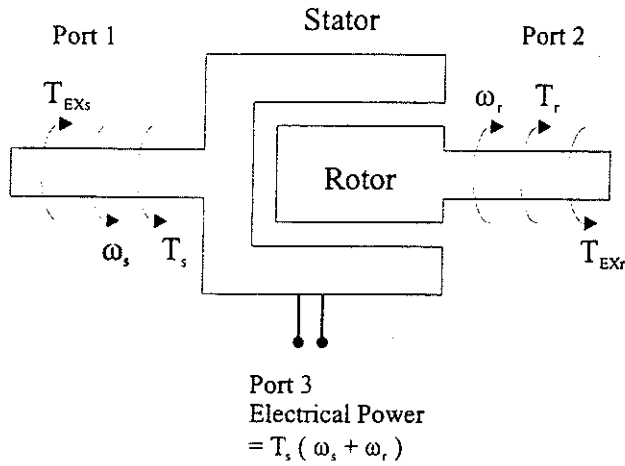 Stator
Port 1
Port 2
T_EXs
ω_r
T_r
Rotor
ω_s
T_s
T_EXr
Port 3
Electrical Power
= T_s ( ω_s + ω_r )